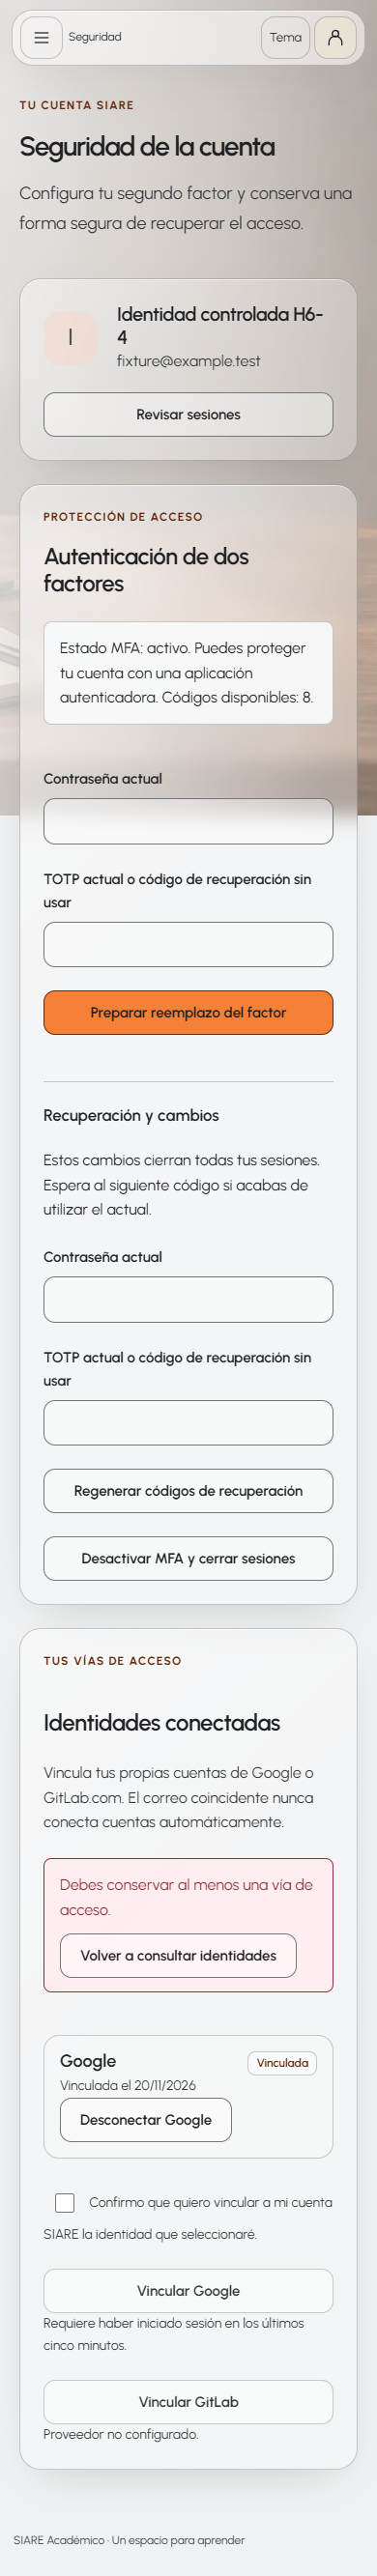 Seguridad
Tema
TU CUENTA SIARE
Seguridad de la cuenta
Configura tu segundo factor y conserva una
forma segura de recuperar el acceso.
I
Identidad controlada H6-
4
fixture@example.test
Revisar sesiones
PROTECCIÓN DE ACCESO
Autenticación de dos
factores
Estado MFA: activo. Puedes proteger
tu cuenta con una aplicación
autenticadora. Códigos disponibles: 8.
Contraseña actual
TOTP actual o código de recuperación sin
usar
Preparar reemplazo del factor
Recuperación y cambios
Estos cambios cierran todas tus sesiones.
Espera al siguiente código si acabas de
utilizar el actual.
Contraseña actual
TOTP actual o código de recuperación sin
usar
Regenerar códigos de recuperación
Desactivar MFA y cerrar sesiones
TUS VÍAS DE ACCESO
Identidades conectadas
Vincula tus propias cuentas de Google o
GitLab.com. El correo coincidente nunca
conecta cuentas automáticamente.
Debes conservar al menos una vía de
acceso.
Volver a consultar identidades
Google
Vinculada
Vinculada el 20/11/2026
Desconectar Google
Confirmo que quiero vincular a mi cuenta
SIARE la identidad que seleccionaré.
Vincular Google
Requiere haber iniciado sesión en los últimos
cinco minutos.
Vincular GitLab
Proveedor no configurado.
SIARE Académico · Un espacio para aprender